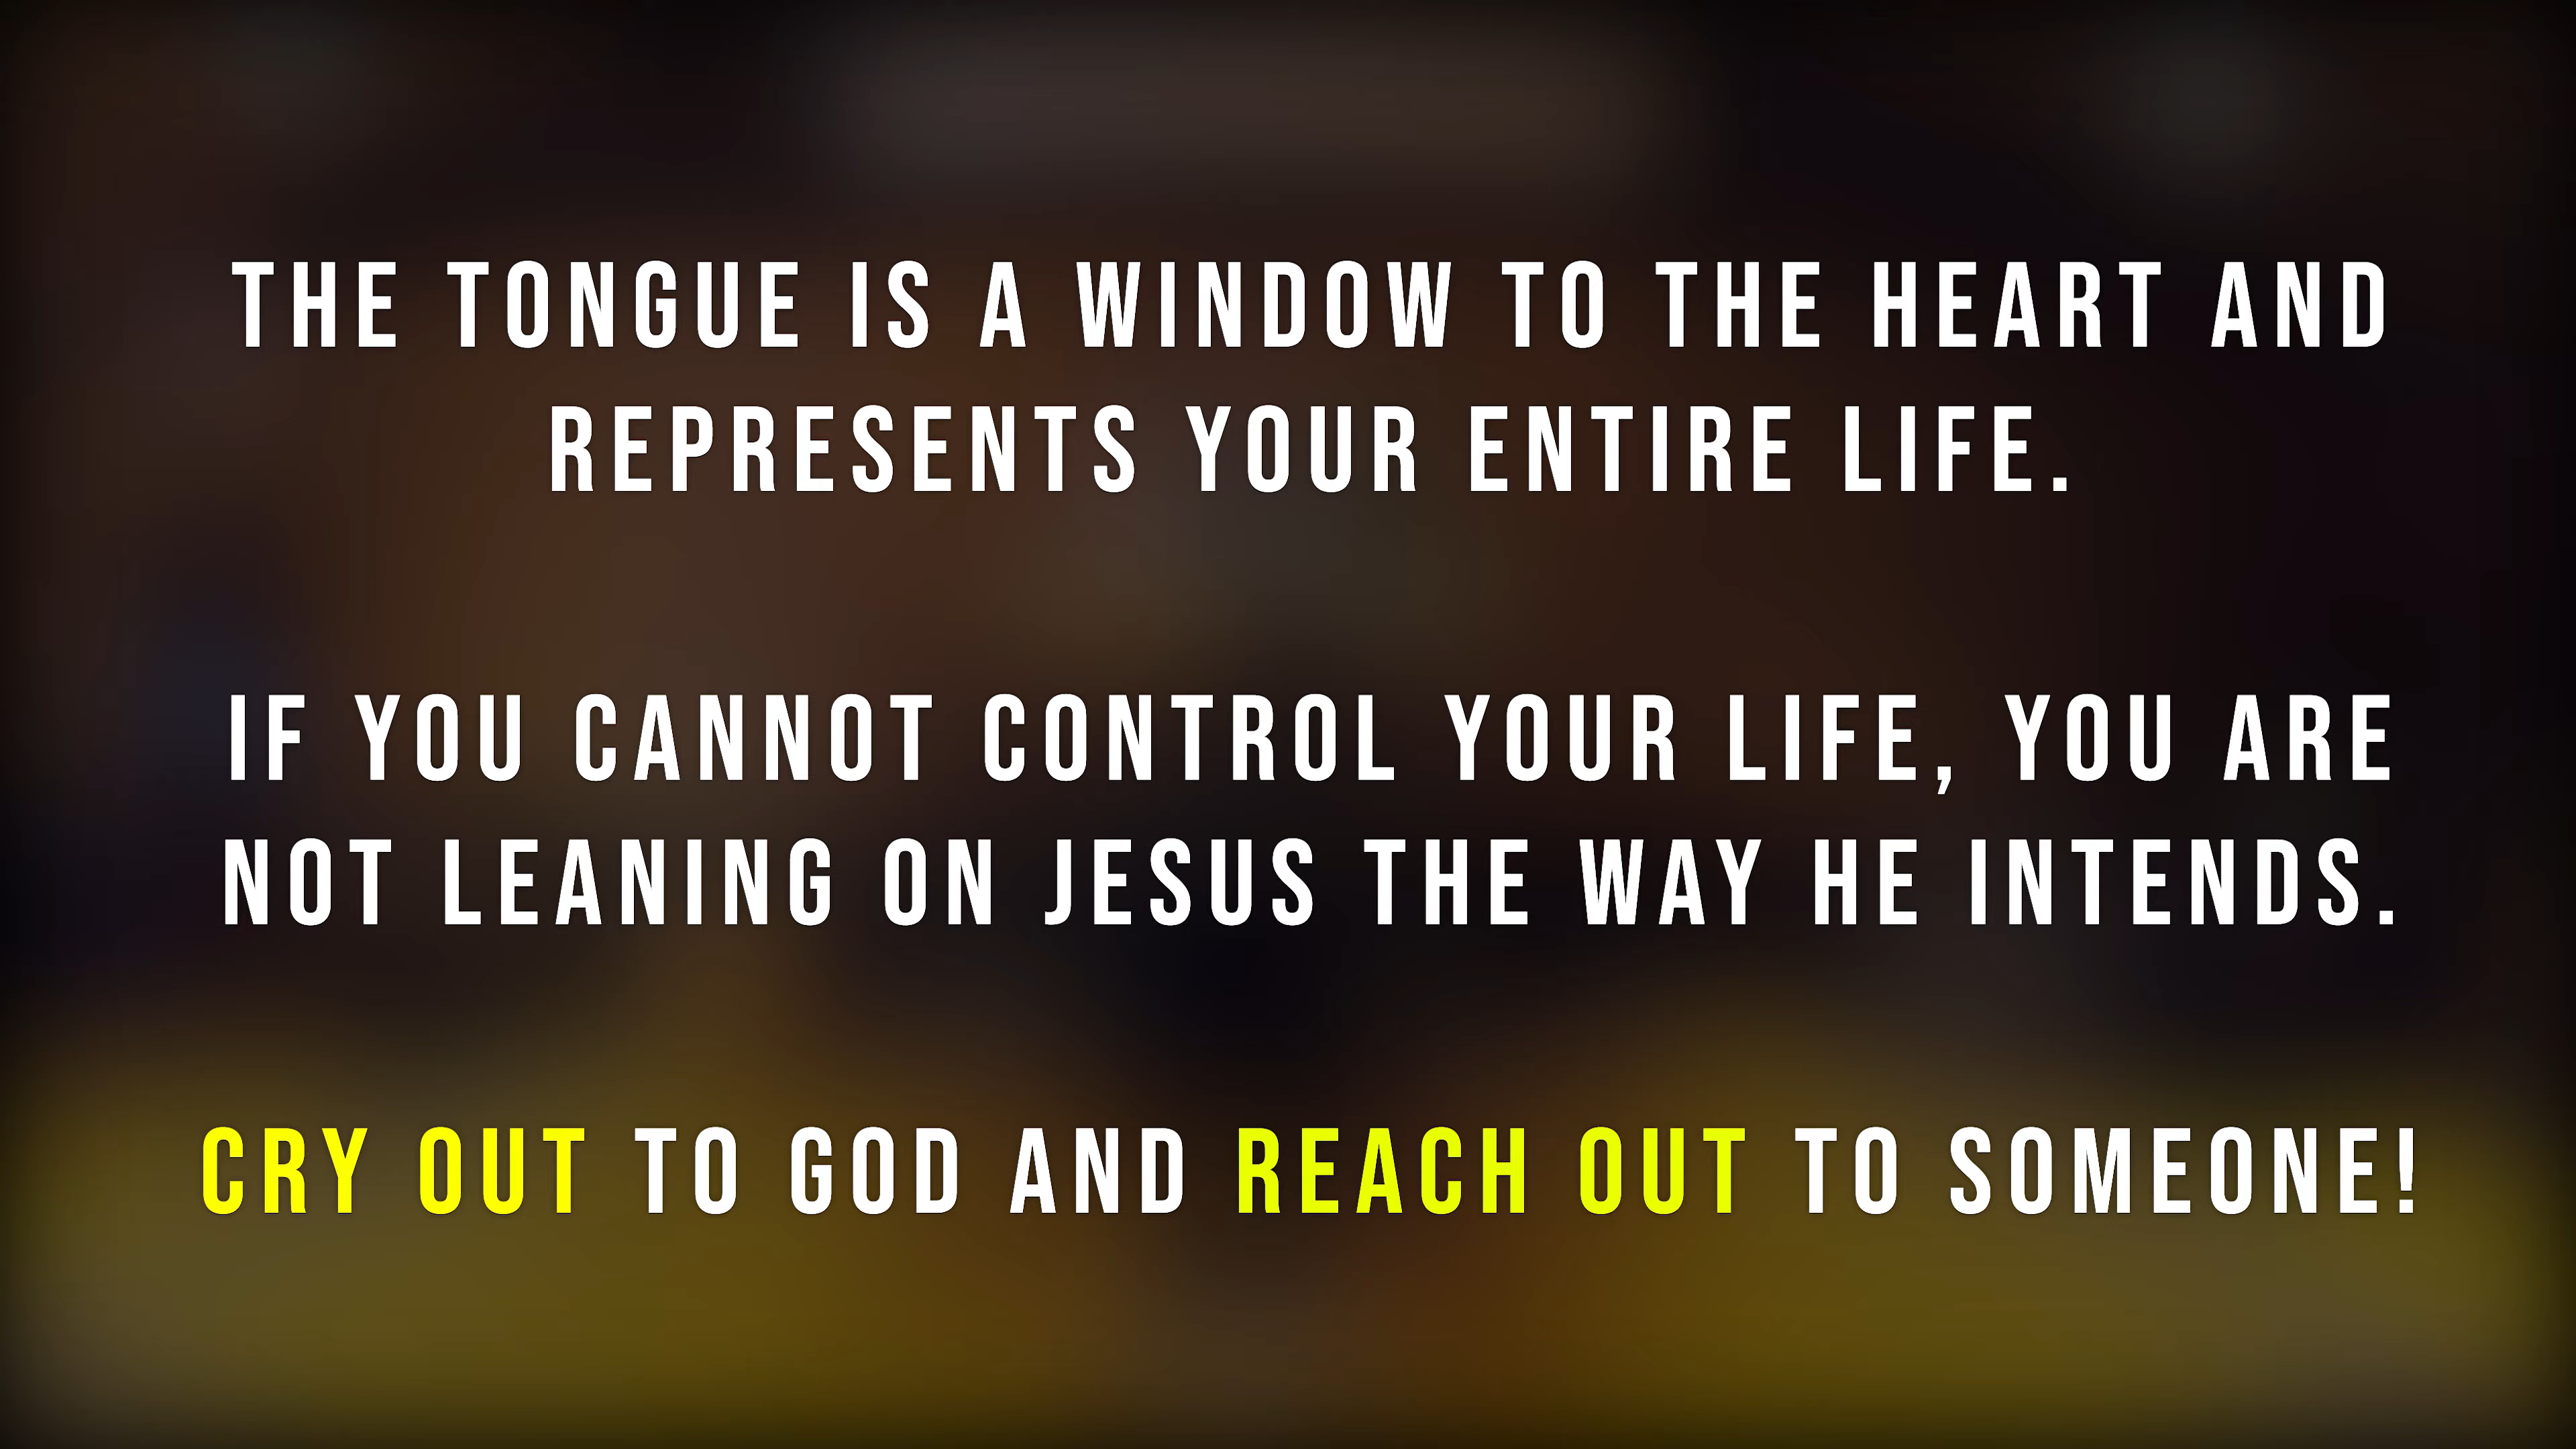 THE TONGUE IS A WINDOW TO THE HEART AND
REPRESENTS YOUR ENTIRE LIFE.
IF YOU CANNOT CONTROL YOUR LIFE, YOU ARE
NOT LEANING ON JESUS THE WAY HE INTENDS.
CRY OUT TO GOD AND REACH OUT TO SOMEONE!